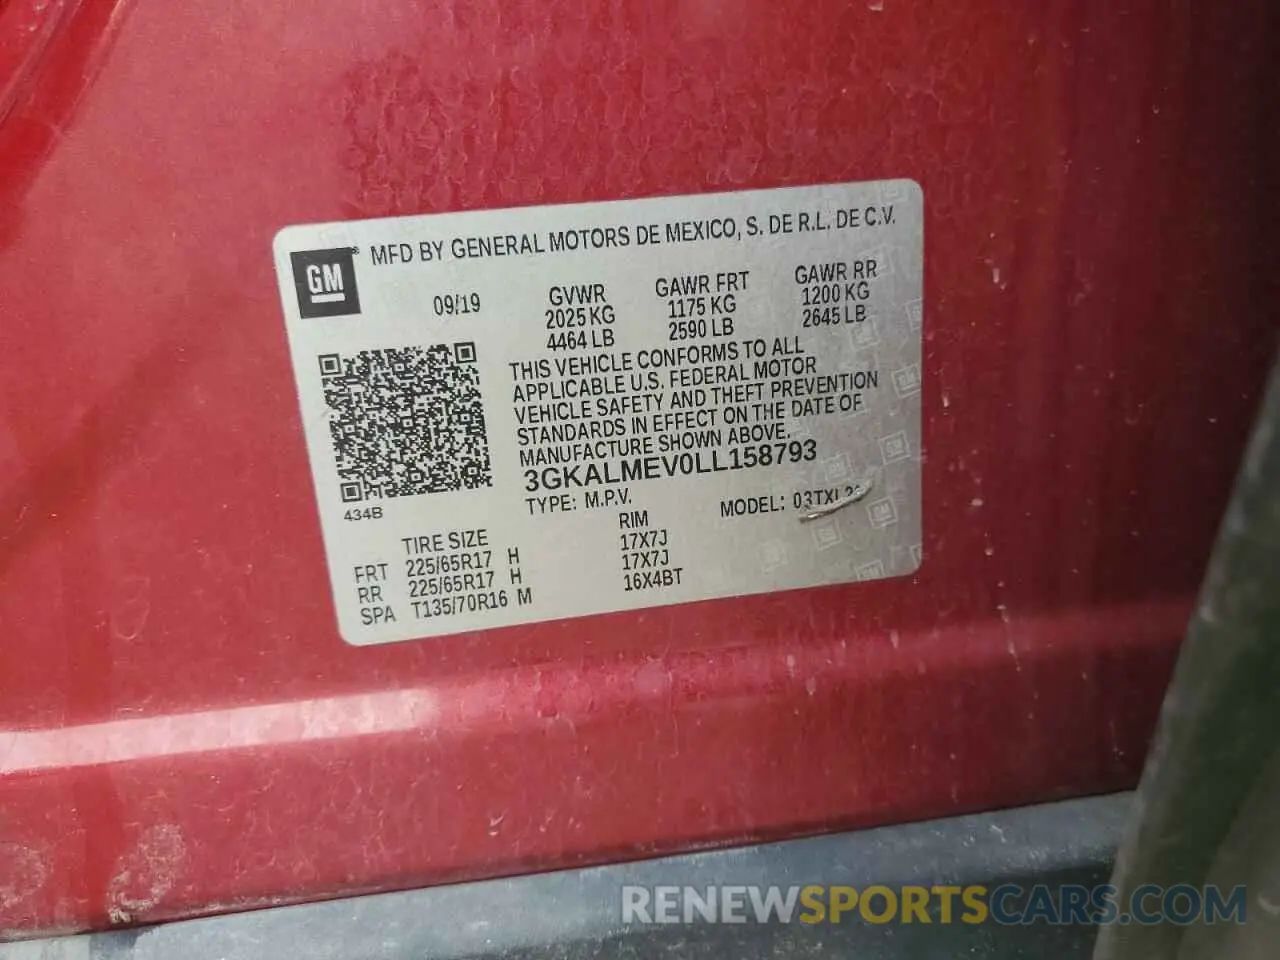 GM
MFD BY GENERAL MOTORS DE MEXICO, S. DE R.L. DE C.V.
09/19 GVWR GAWR FRT GAWR RR
2025 KG 1175 KG 1200 KG
4464 LB 2590 LB 2645 LB
THIS VEHICLE CONFORMS TO ALL
APPLICABLE U.S. FEDERAL MOTOR
VEHICLE SAFETY AND THEFT PREVENTION
STANDARDS IN EFFECT ON THE DATE OF
MANUFACTURE SHOWN ABOVE.
3GKALMEV0LL158793
434B
TYPE: M.P.V. MODEL:
TIRE SIZE RIM
FRT 225/65R17 H 17X7J
RR 225/65R17 H 17X7J
SPA T135/70R16 M 16X4BT
RENEWSPORTSCARS.COM